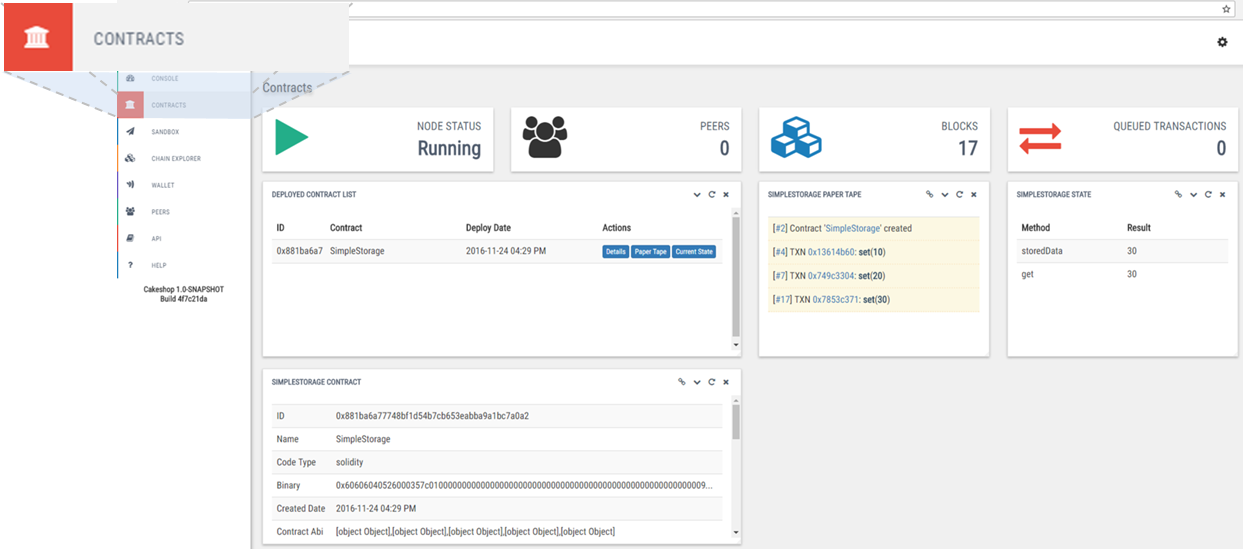 CONTRACTS
CONSOLE
CONTRACTS
SANDBOX
CHAIN EXPLORER
WALLET
PEERS
API
HELP
Cakeshop 1.0-SNAPSHOT
Build 4f7c21da
Contracts
NODE STATUS
Running
PEERS
0
BLOCKS
17
QUEUED TRANSACTIONS
0
DEPLOYED CONTRACT LIST
ID Contract Deploy Date Actions
0x881ba6a7 SimpleStorage 2016-11-24 04:29 PM Details Paper Tape Current State
SIMPLESTORAGE PAPER TAPE
[#2] Contract 'SimpleStorage' created
[#4] TXN 0x13614b60: set(10)
[#7] TXN 0x749c3304: set(20)
[#17] TXN 0x7853c371: set(30)
SIMPLESTORAGE STATE
Method Result
storedData 30
get 30
SIMPLESTORAGE CONTRACT
ID 0x881ba6a77748bf1d54b7cb653eabba9a1bc7a0a2
Name SimpleStorage
Code Type solidity
Binary 0x60606040526000357c0100000000000000000000000000000000000000000000000000000000009...
Created Date 2016-11-24 04:29 PM
Contract Abi [object Object],[object Object],[object Object],[object Object],[object Object]